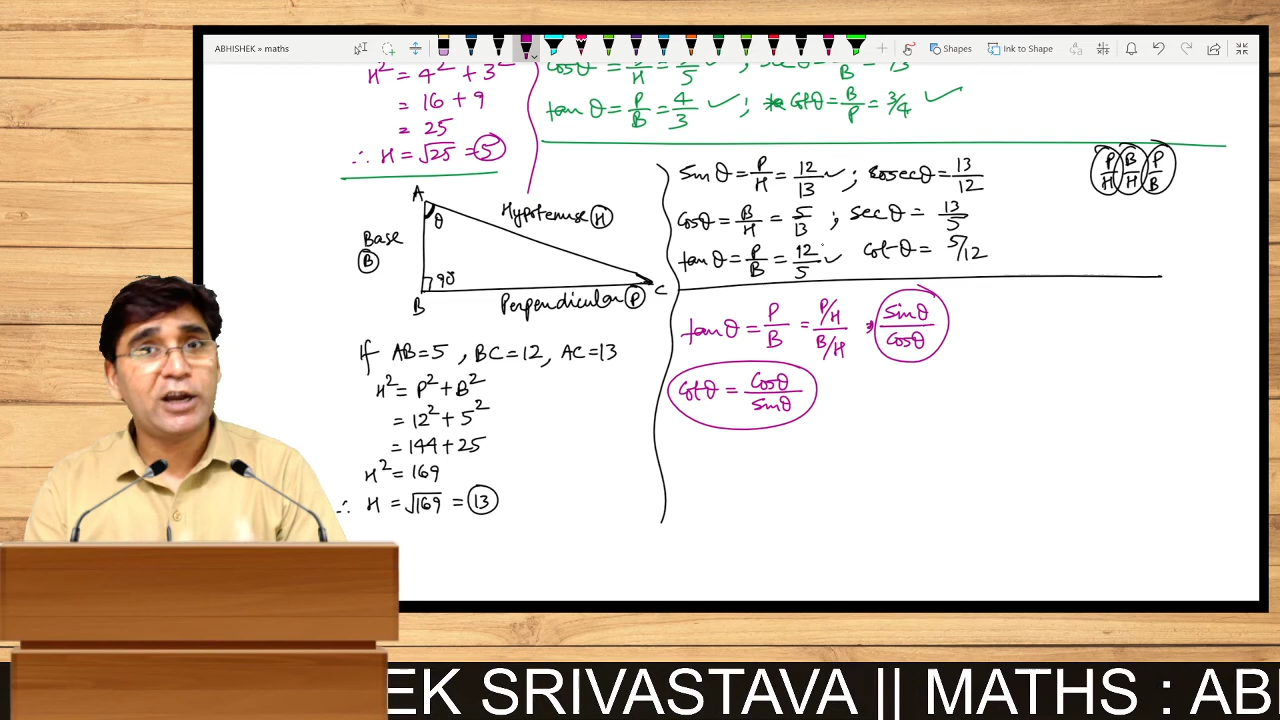 ABHISHEK » maths
Shapes
Ink to Shape
H² = 4² + 3²
= 16 + 9
= 25
∴ H = √25 = 5
tan θ = P/B = 4/3 ✓ ; Cot θ = B/P = 3/4 ✓
P/H B/H P/B
Sin θ = P/H = 12/13 ✓ ; Cosec θ = 13/12
Cos θ = B/H = 5/13 ; Sec θ = 13/5
tan θ = P/B = 12/5 ✓ Cot θ = 5/12
A
θ
Hypotenuse H
Base
B
90°
B
Perpendicular P
C
If AB = 5 , BC = 12 , AC = 13
H² = P² + B²
= 12² + 5²
= 144 + 25
H² = 169
∴ H = √169 = 13
tan θ = P/B = P/H / B/H = Sin θ / Cos θ
Cot θ = Cos θ / Sin θ
EK SRIVASTAVA || MATHS : AB